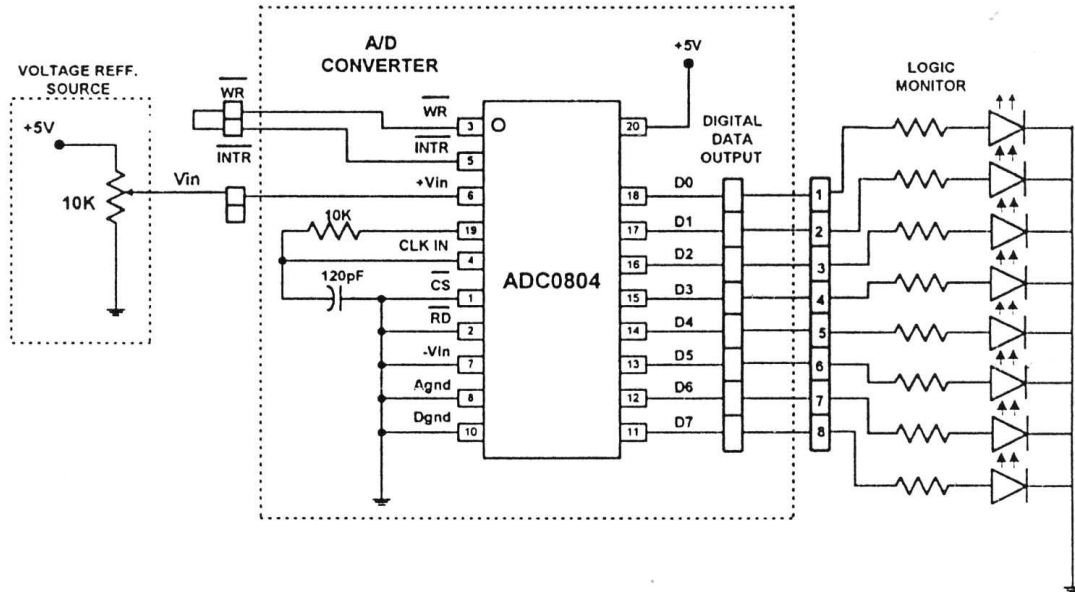 VOLTAGE REFF.
SOURCE
+5V
10K
Vin
WR
INTR
A/D
CONVERTER
WR
3
INTR
5
+Vin
6
10K
19
CLK IN
4
120pF
CS
1
RD
2
-Vin
7
Agnd
8
Dgnd
10
ADC0804
+5V
20
DIGITAL
DATA
OUTPUT
18 D0
17 D1
16 D2
15 D3
14 D4
13 D5
12 D6
11 D7
1
2
3
4
5
6
7
8
LOGIC
MONITOR